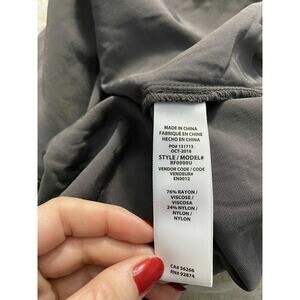 MADE IN CHINA
FABRIQUÉ EN CHINE
HECHO EN CHINA
PO# 131713
OCT-2018
STYLE / MODEL#
RF0000U
VENDOR CODE / CODE
VENDEUR#
EN0012
76% RAYON /
VISCOSE /
VISCOSA
24% NYLON /
NYLON /
NYLON
CA# 56266
RN# 92874